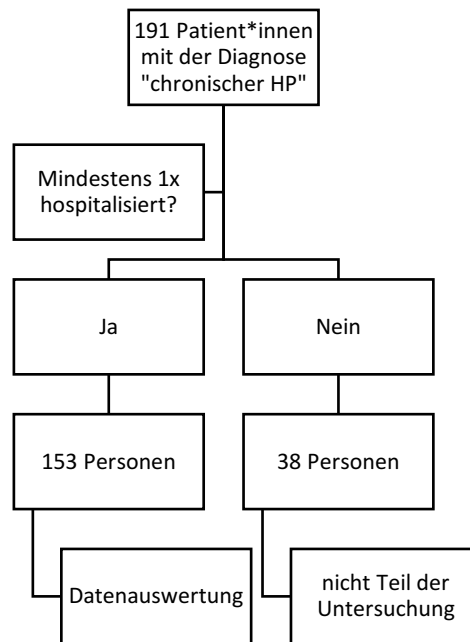 191 Patient*innen
mit der Diagnose
"chronischer HP"
Mindestens 1x
hospitalisiert?
Ja
Nein
153 Personen
38 Personen
Datenauswertung
nicht Teil der
Untersuchung